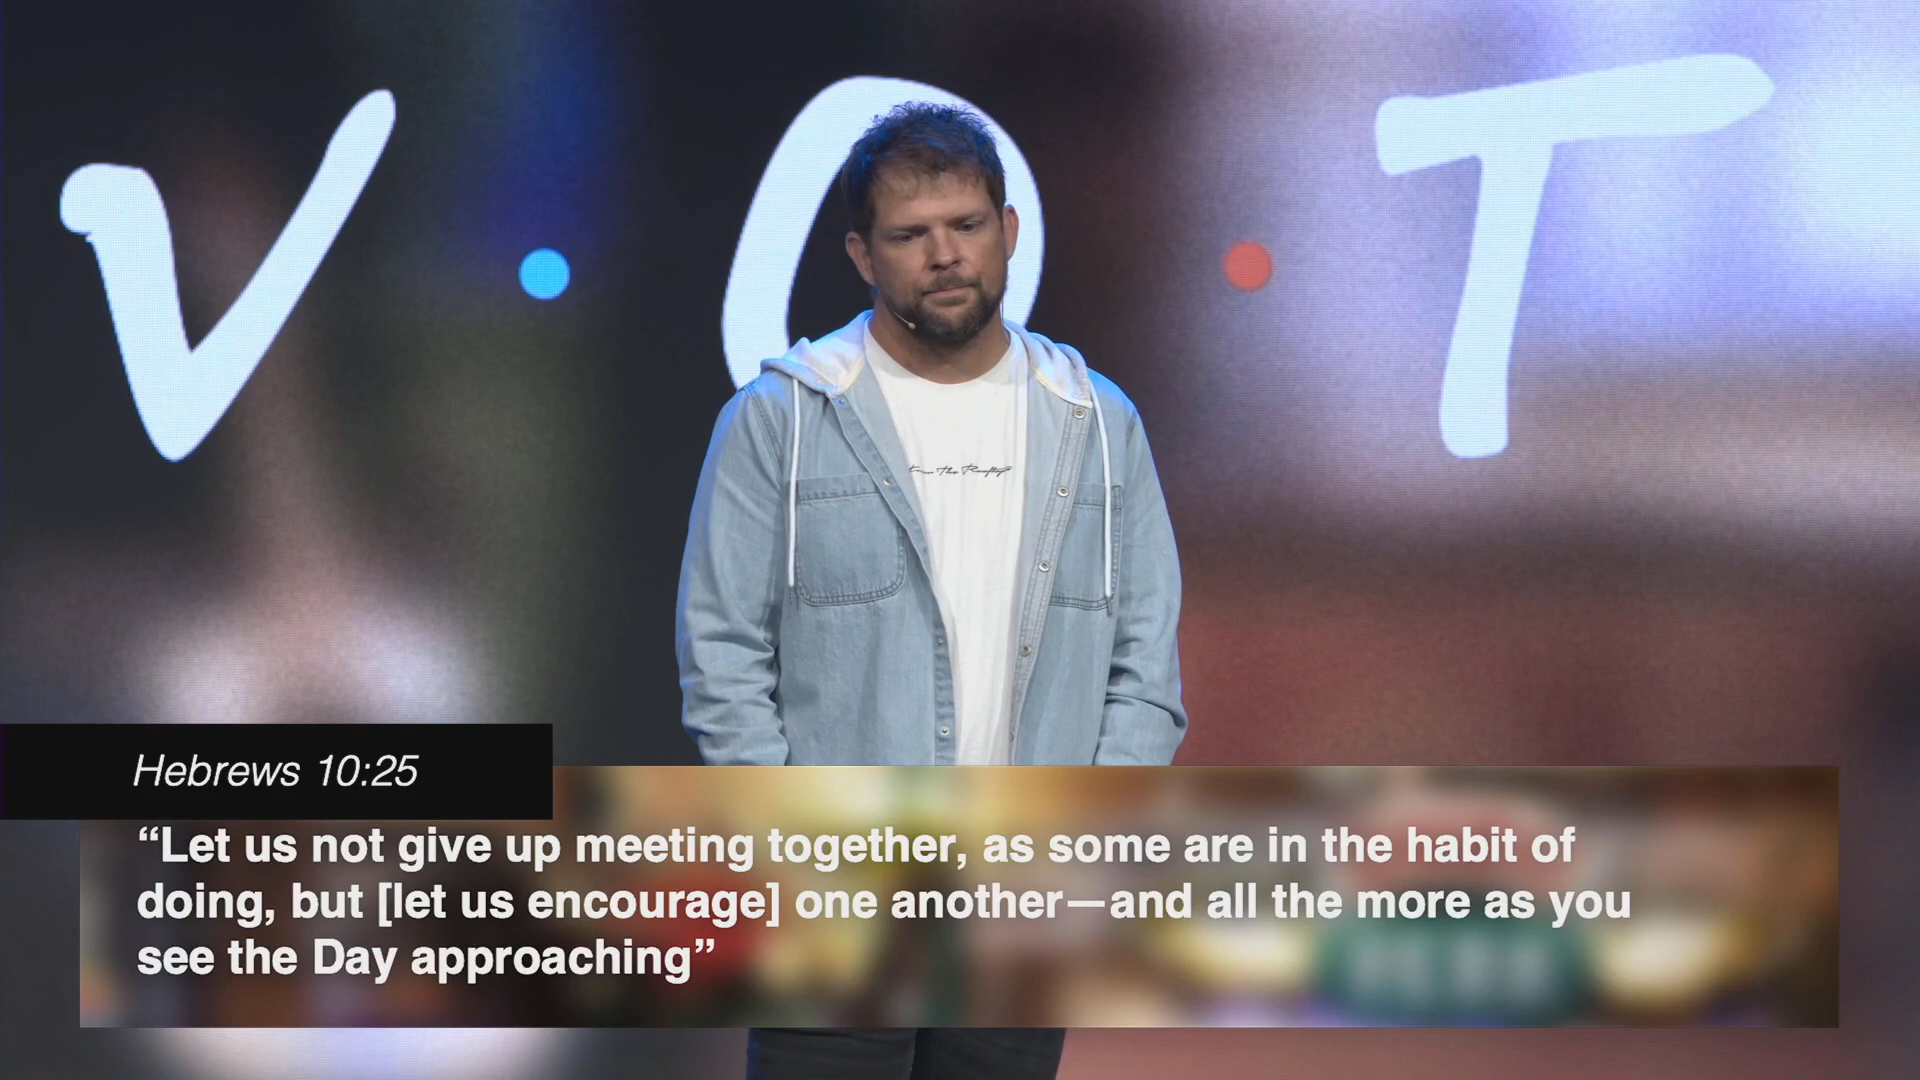 V • O • T
The
Hebrews 10:25
“Let us not give up meeting together, as some are in the habit of
doing, but [let us encourage] one another—and all the more as you
see the Day approaching”